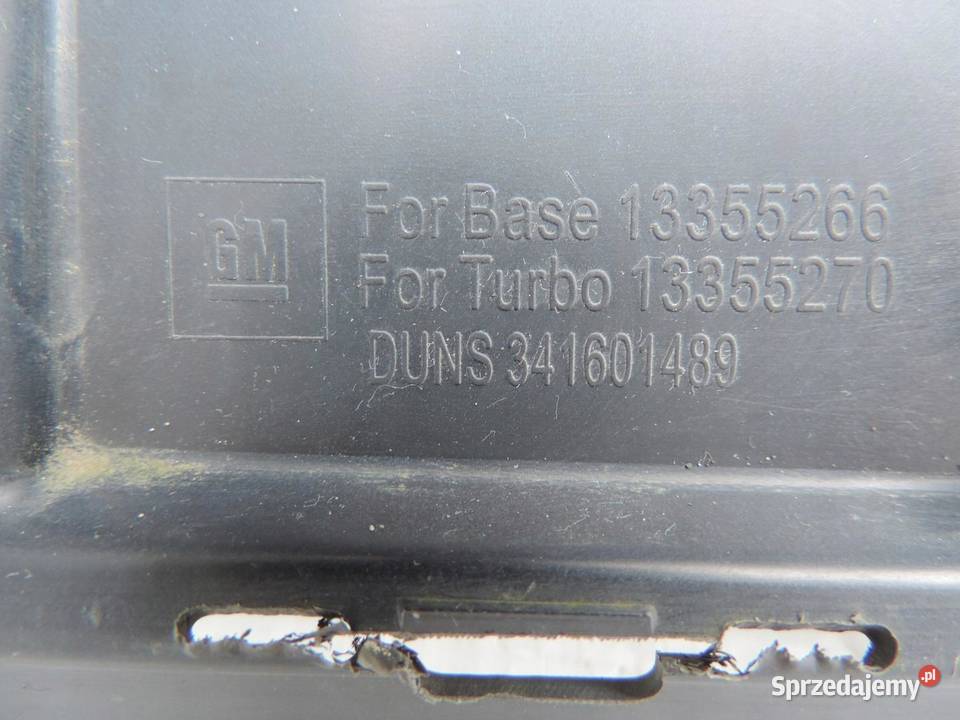 GM
For Base 13355266
For Turbo 13355270
DUNS 341601489
Sprzedajemy.pl